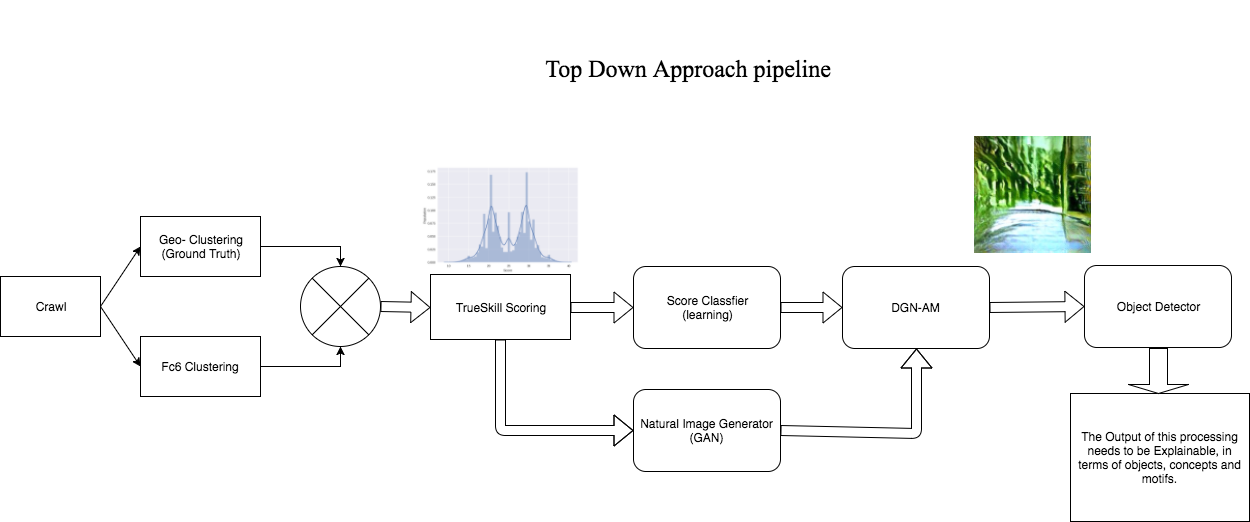 Top Down Approach pipeline
Geo- Clustering
(Ground Truth)
Crawl
Fc6 Clustering
TrueSkill Scoring
Score Classfier
(learning)
DGN-AM
Object Detector
Natural Image Generator
(GAN)
The Output of this processing
needs to be Explainable, in
terms of objects, concepts and
motifs.